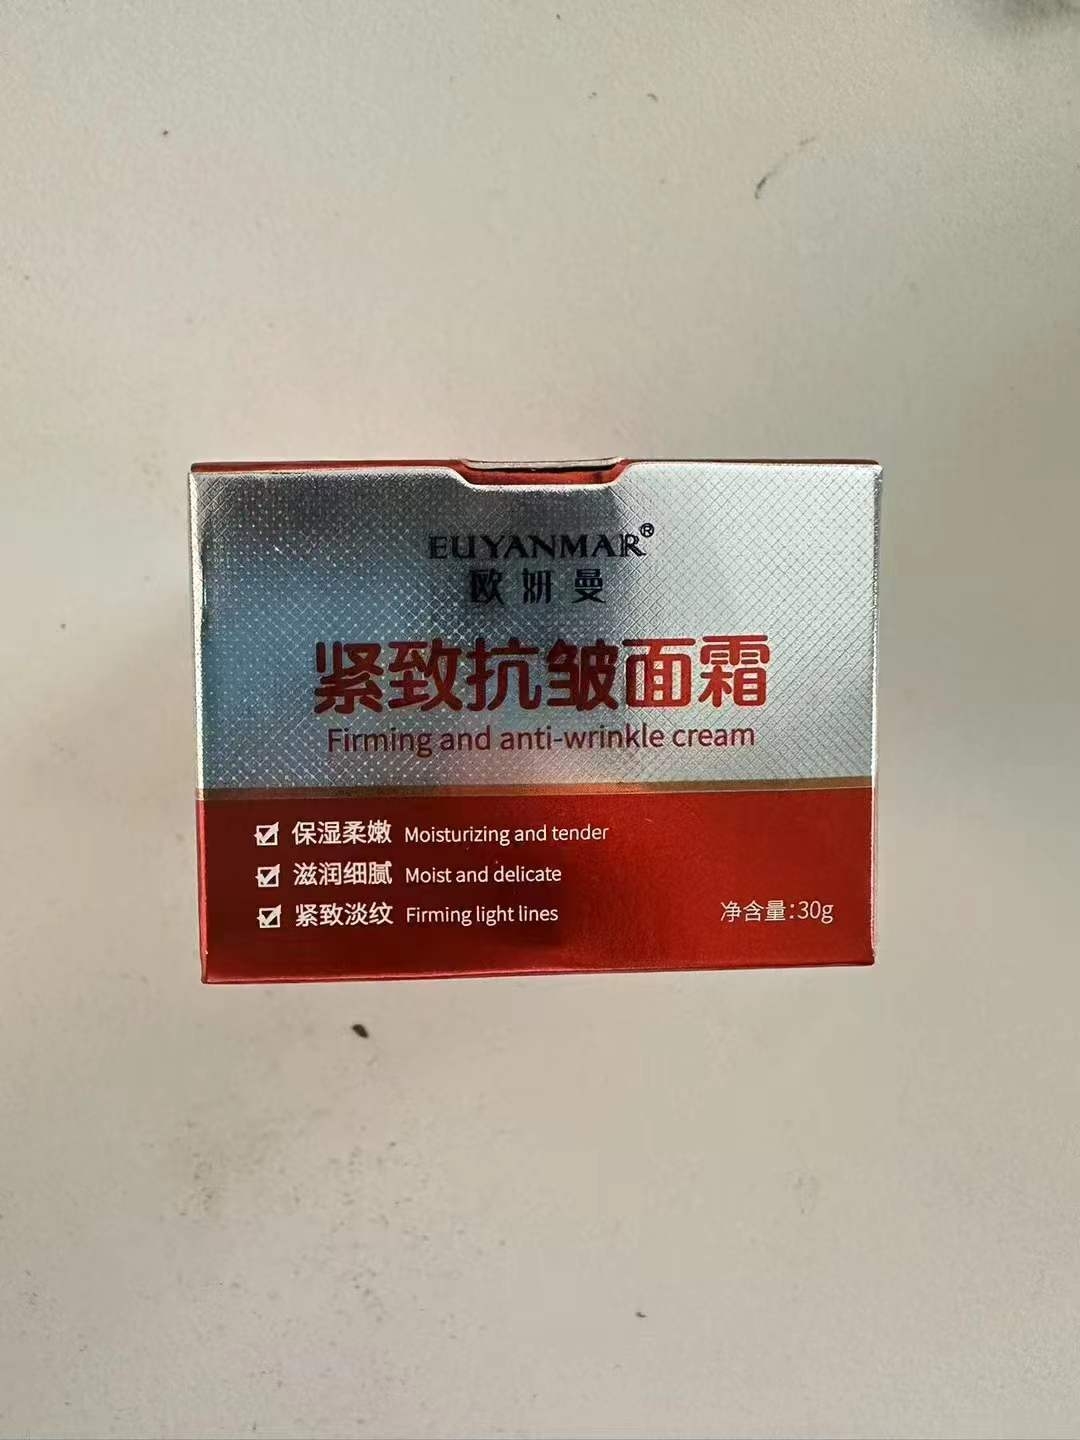 EUYANMAR®
欧妍曼
紧致抗皱面霜
Firming and anti-wrinkle cream
保湿柔嫩 Moisturizing and tender
滋润细腻 Moist and delicate
紧致淡纹 Firming light lines
净含量:30g